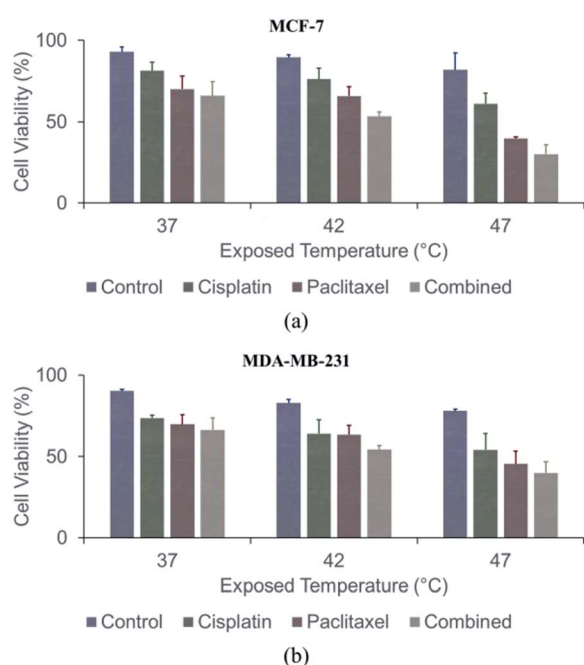 MCF-7
100
50
0
Cell Viability (%)
37 42 47
Exposed Temperature (°C)
Control Cisplatin Paclitaxel Combined
(a)
MDA-MB-231
100
50
0
Cell Viability (%)
37 42 47
Exposed Temperature (°C)
Control Cisplatin Paclitaxel Combined
(b)